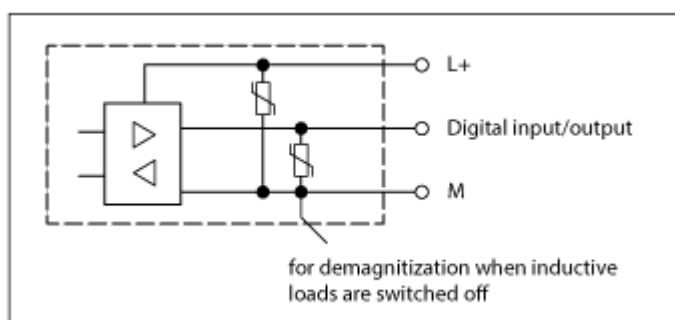 L+
Digital input/output
M
for demagnitization when inductive
loads are switched off